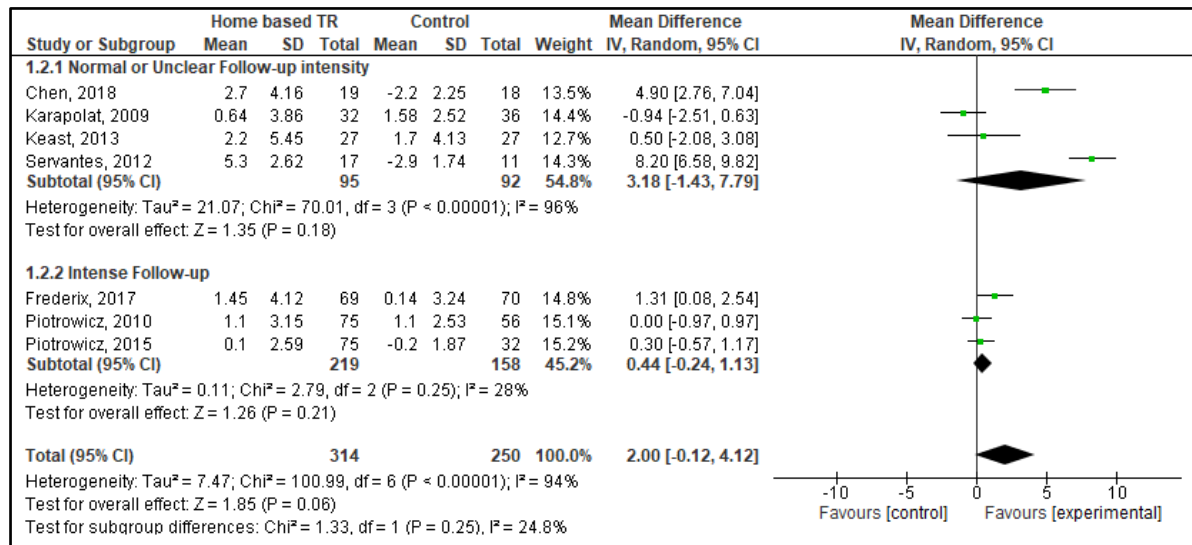 Home based TR Control Mean Difference Mean Difference
Study or Subgroup Mean SD Total Mean SD Total Weight IV, Random, 95% CI IV, Random, 95% CI
1.2.1 Normal or Unclear Follow-up intensity
Chen, 2018 2.7 4.16 19 -2.2 2.25 18 13.5% 4.90 [2.76, 7.04]
Karapolat, 2009 0.64 3.86 32 1.58 2.52 36 14.4% -0.94 [-2.51, 0.63]
Keast, 2013 2.2 5.45 27 1.7 4.13 27 12.7% 0.50 [-2.08, 3.08]
Servantes, 2012 5.3 2.62 17 -2.9 1.74 11 14.3% 8.20 [6.58, 9.82]
Subtotal (95% CI) 95 92 54.8% 3.18 [-1.43, 7.79]
Heterogeneity: Tau² = 21.07; Chi² = 70.01, df = 3 (P < 0.00001); I² = 96%
Test for overall effect: Z = 1.35 (P = 0.18)
1.2.2 Intense Follow-up
Frederix, 2017 1.45 4.12 69 0.14 3.24 70 14.8% 1.31 [0.08, 2.54]
Piotrowicz, 2010 1.1 3.15 75 1.1 2.53 56 15.1% 0.00 [-0.97, 0.97]
Piotrowicz, 2015 0.1 2.59 75 -0.2 1.87 32 15.2% 0.30 [-0.57, 1.17]
Subtotal (95% CI) 219 158 45.2% 0.44 [-0.24, 1.13]
Heterogeneity: Tau² = 0.11; Chi² = 2.79, df = 2 (P = 0.25); I² = 28%
Test for overall effect: Z = 1.26 (P = 0.21)
Total (95% CI) 314 250 100.0% 2.00 [-0.12, 4.12]
Heterogeneity: Tau² = 7.47; Chi² = 100.99, df = 6 (P < 0.00001); I² = 94%
Test for overall effect: Z = 1.85 (P = 0.06)
Test for subgroup differences: Chi² = 1.33, df = 1 (P = 0.25), I² = 24.8%
-10 -5 0 5 10
Favours [control] Favours [experimental]